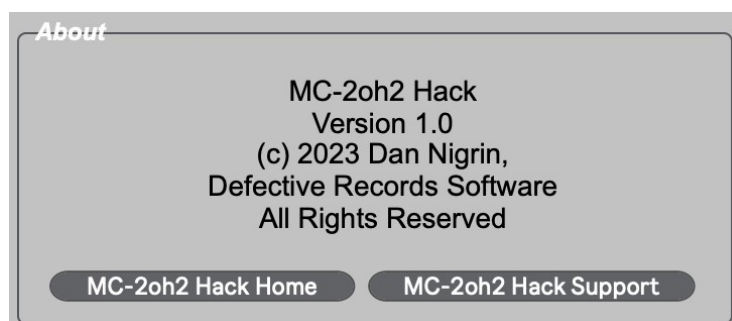 About
MC-2oh2 Hack
Version 1.0
(c) 2023 Dan Nigrin,
Defective Records Software
All Rights Reserved
MC-2oh2 Hack Home
MC-2oh2 Hack Support